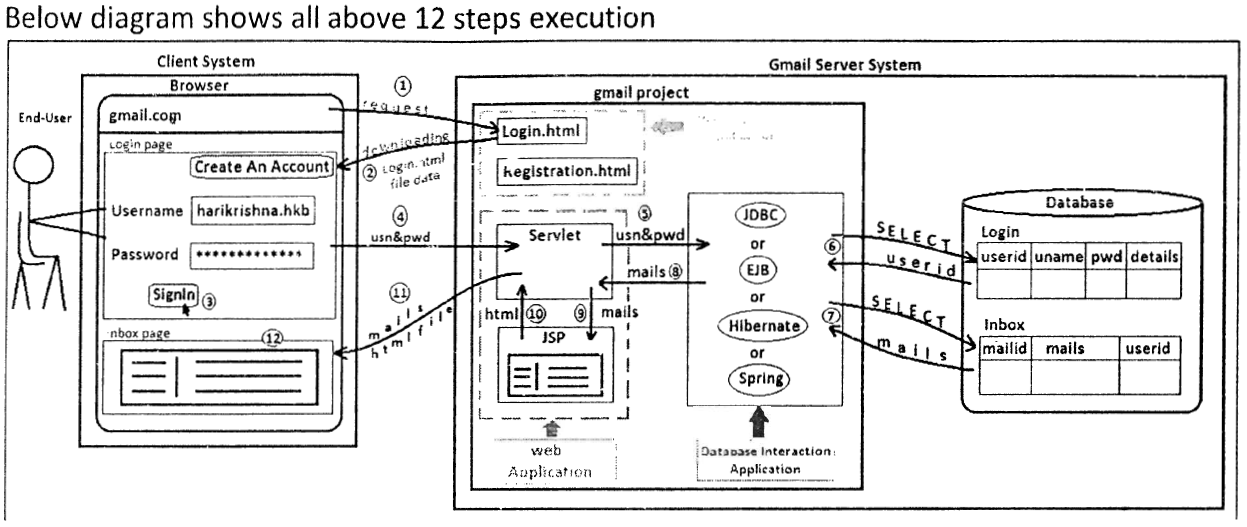 Below diagram shows all above 12 steps execution
Client System
Gmail Server System
Browser
gmail project
End-User
gmail.com
① request
Login.html
Login page
downloading
② Login.html
file data
Create An Account
Registration.html
Username harikrishna.hkb
④
usn&pwd
Servlet
⑤
usn&pwd
JDBC
or
EJB
or
Hibernate
or
Spring
Password *************
SignIn ③
mails ⑧
⑥
SELECT
userid
⑦
SELECT
mails
Database
Login
userid uname pwd details
Inbox
mailid mails userid
⑪
mails
htmlfile
html ⑩ ⑨ mails
JSP
Inbox page
⑫
web
Application
Database Interaction
Application